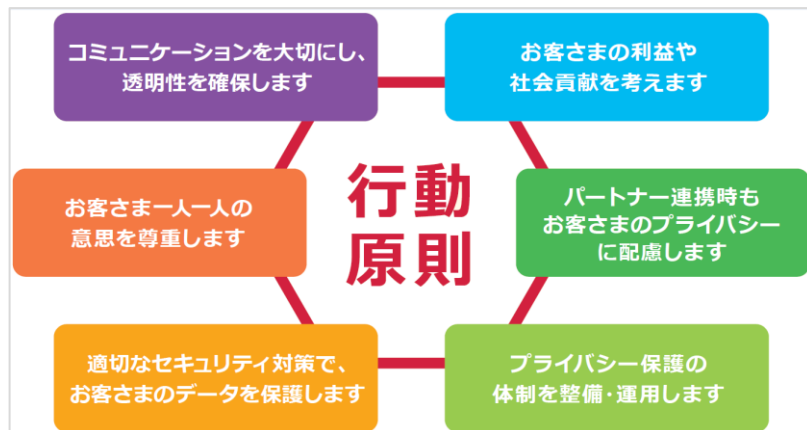 コミュニケーションを大切にし、
透明性を確保します
お客さまの利益や
社会貢献を考えます
お客さま一人一人の
意思を尊重します
行動
原則
パートナー連携時も
お客さまのプライバシー
に配慮します
適切なセキュリティ対策で、
お客さまのデータを保護します
プライバシー保護の
体制を整備・運用します